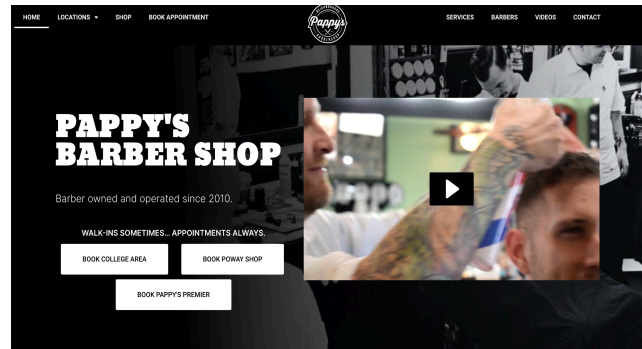 HOME
LOCATIONS
SHOP
BOOK APPOINTMENT
Pappy's
SERVICES
BARBERS
VIDEOS
CONTACT
PAPPY'S
BARBER SHOP
Barber owned and operated since 2010.
WALK-INS SOMETIMES... APPOINTMENTS ALWAYS.
BOOK COLLEGE AREA
BOOK POWAY SHOP
BOOK PAPPY'S PREMIER